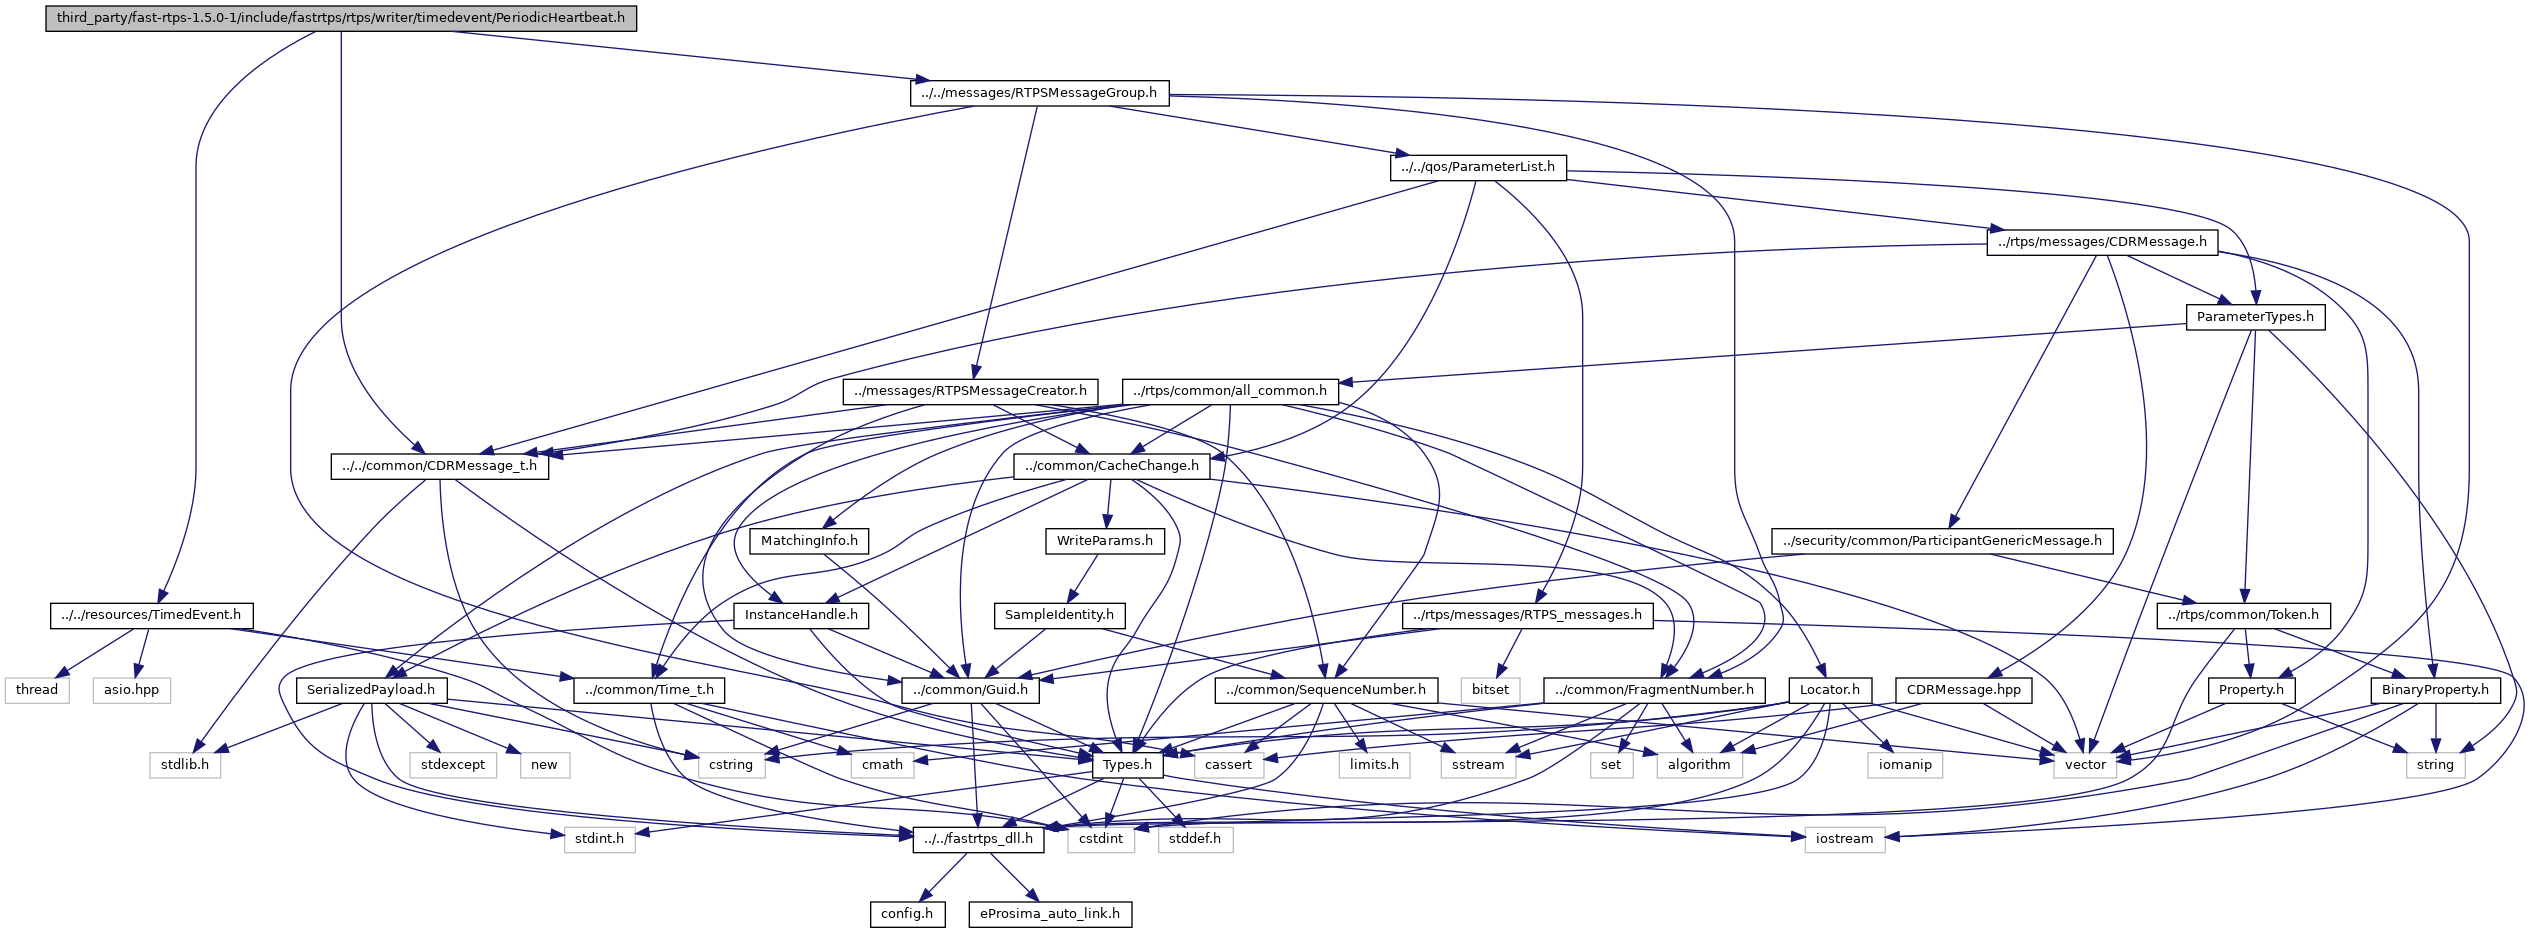 third_party/fast-rtps-1.5.0-1/include/fastrtps/rtps/writer/timedevent/PeriodicHeartbeat.h
../../messages/RTPSMessageGroup.h
../../qos/ParameterList.h
../rtps/messages/CDRMessage.h
ParameterTypes.h
../messages/RTPSMessageCreator.h
../rtps/common/all_common.h
../../common/CDRMessage_t.h
../common/CacheChange.h
MatchingInfo.h
WriteParams.h
../security/common/ParticipantGenericMessage.h
../../resources/TimedEvent.h
InstanceHandle.h
SampleIdentity.h
../rtps/messages/RTPS_messages.h
../rtps/common/Token.h
thread
asio.hpp
SerializedPayload.h
../common/Time_t.h
../common/Guid.h
../common/SequenceNumber.h
bitset
../common/FragmentNumber.h
Locator.h
CDRMessage.hpp
Property.h
BinaryProperty.h
stdlib.h
stdexcept
new
cstring
cmath
Types.h
cassert
limits.h
sstream
set
algorithm
iomanip
vector
string
stdint.h
../../fastrtps_dll.h
cstdint
stddef.h
iostream
config.h
eProsima_auto_link.h